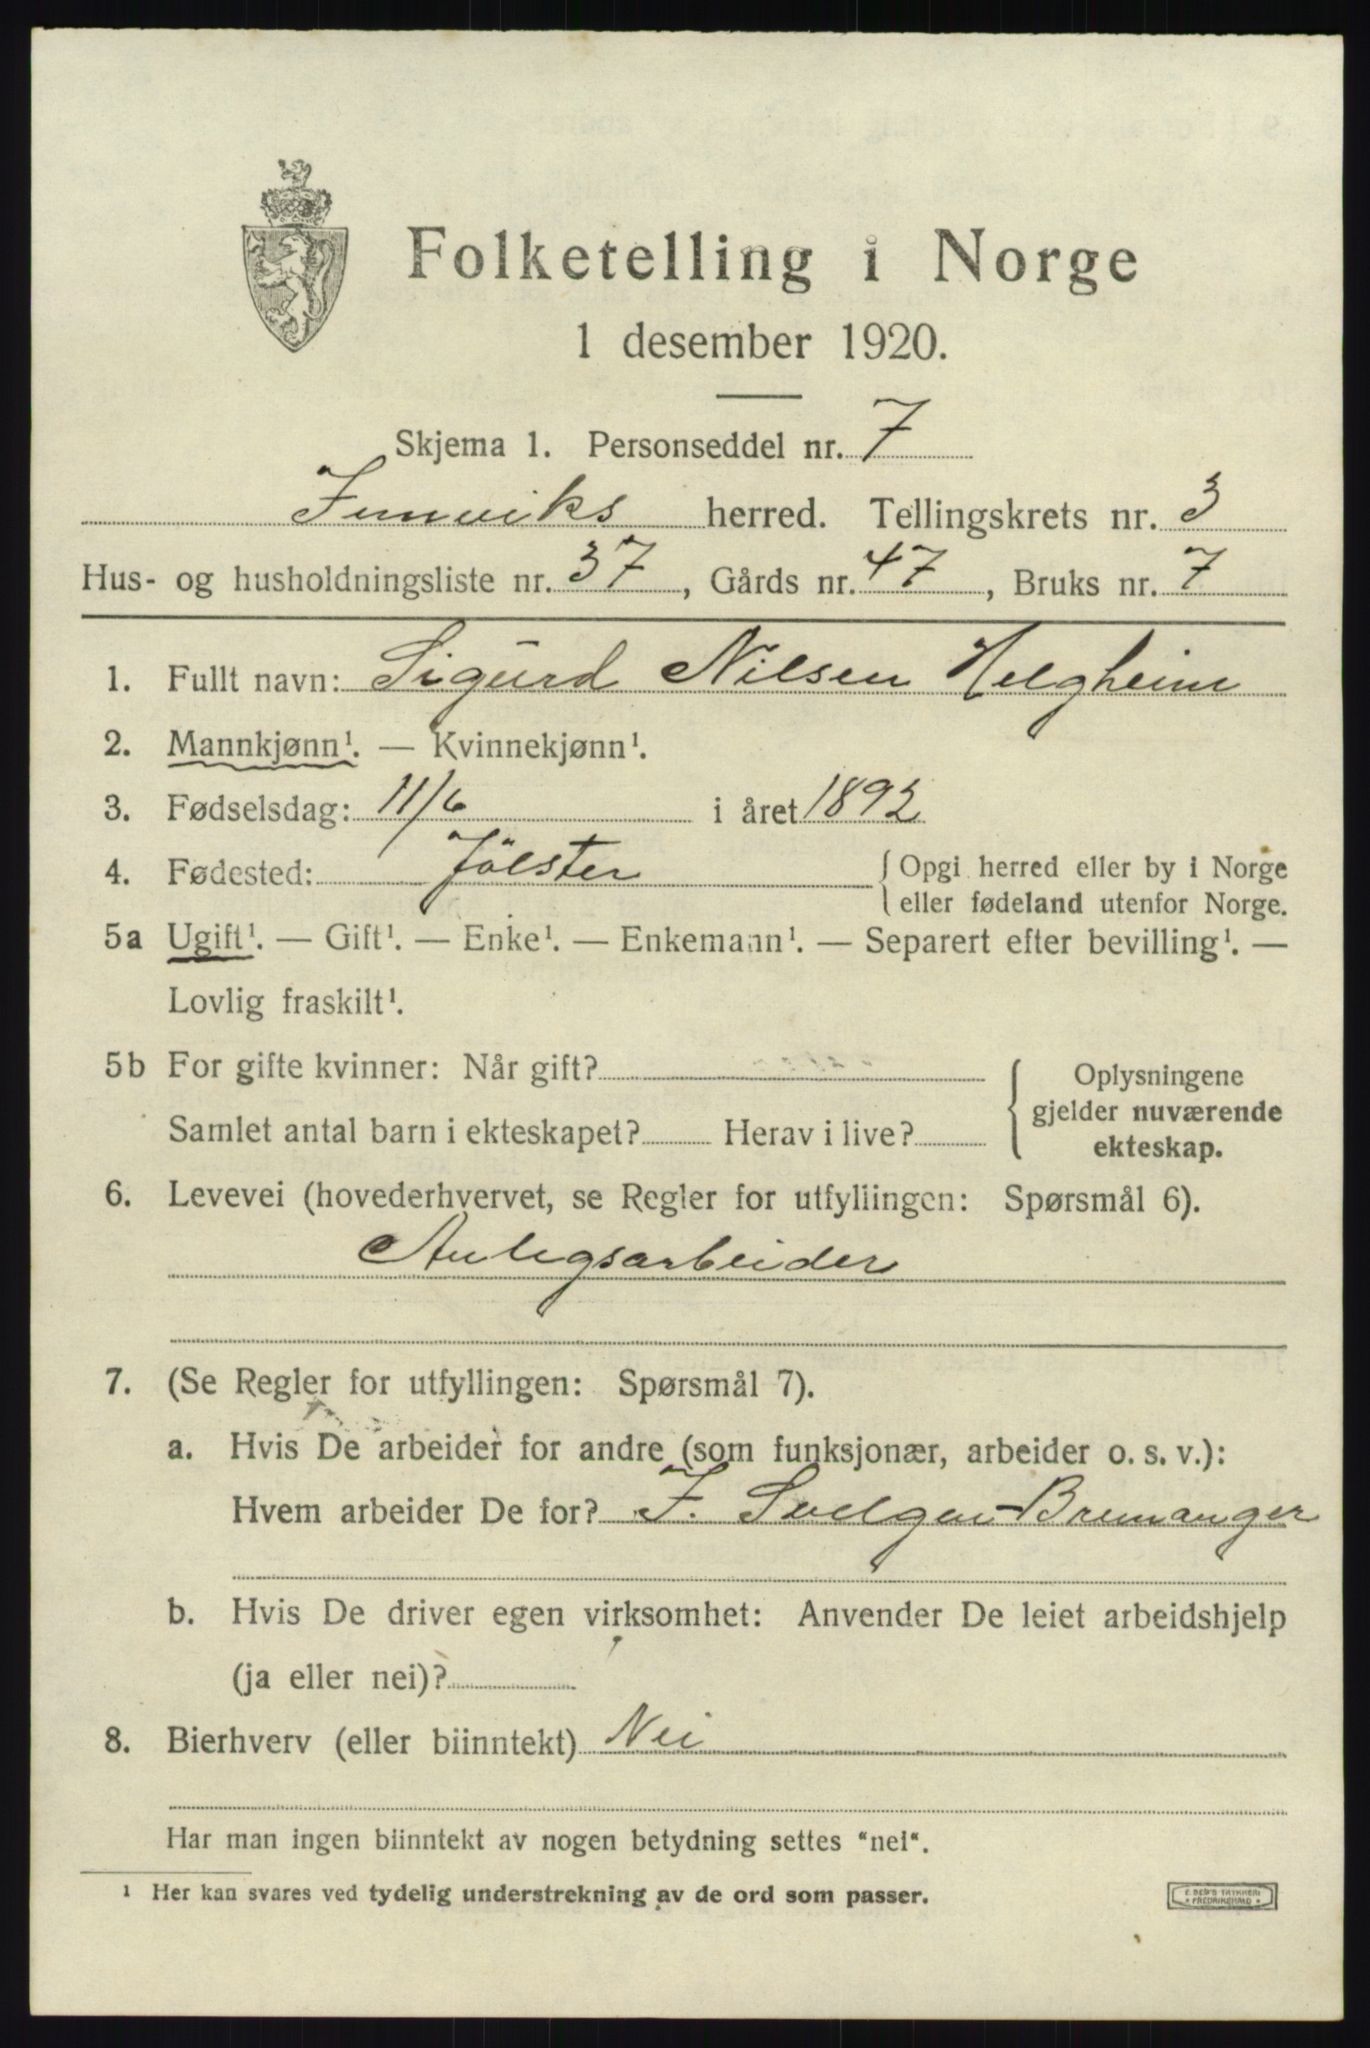 Folketelling i Norge
1 desember 1920.
Skjema 1. Personseddel nr. 7
Innviks herred. Tellingskrets nr. 3
Hus- og husholdningsliste nr. 37, Gårds nr. 47, Bruks nr. 7
1. Fullt navn: Sigurd Nilsen Helgheim
2. Mannkjønn¹. — Kvinnekjønn¹.
3. Fødselsdag: 11/6 i året 1892
4. Fødested: Jölster { Opgi herred eller by i Norge
eller fødeland utenfor Norge.
5a Ugift¹. — Gift¹. — Enke¹. — Enkemann¹. — Separert efter bevilling¹. —
Lovlig fraskilt¹.
5b For gifte kvinner: Når gift?
Samlet antal barn i ekteskapet? Herav i live?
{ Oplysningene
gjelder nuværende
ekteskap.
6. Levevei (hovederhvervet, se Regler for utfyllingen: Spørsmål 6).
Anlegsarbeider
7. (Se Regler for utfyllingen: Spørsmål 7).
a. Hvis De arbeider for andre (som funksjonær, arbeider o. s. v.):
Hvem arbeider De for? F. Svelgen-Bremanger
b. Hvis De driver egen virksomhet: Anvender De leiet arbeidshjelp
(ja eller nei)?
8. Bierhverv (eller biinntekt) Nei
Har man ingen biinntekt av nogen betydning settes "nei".
¹ Her kan svares ved tydelig understrekning av de ord som passer.
FREDRIKSHALD